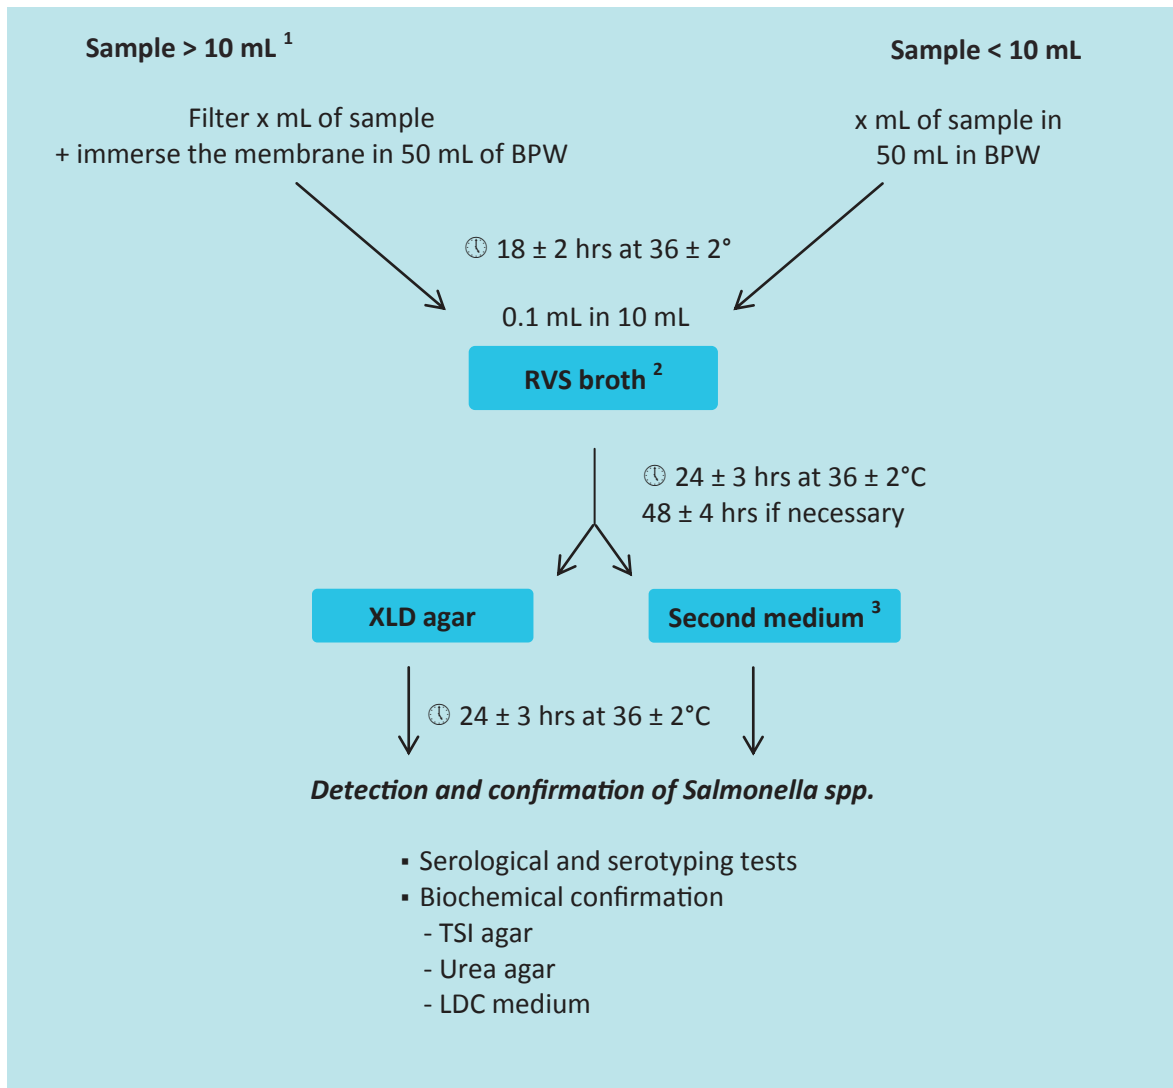 Sample > 10 mL 1
Sample < 10 mL
Filter x mL of sample
+ immerse the membrane in 50 mL of BPW
x mL of sample in
50 mL in BPW
18 ± 2 hrs at 36 ± 2°
0.1 mL in 10 mL
RVS broth 2
24 ± 3 hrs at 36 ± 2°C
48 ± 4 hrs if necessary
XLD agar
Second medium 3
24 ± 3 hrs at 36 ± 2°C
Detection and confirmation of Salmonella spp.
▪ Serological and serotyping tests
▪ Biochemical confirmation
- TSI agar
- Urea agar
- LDC medium